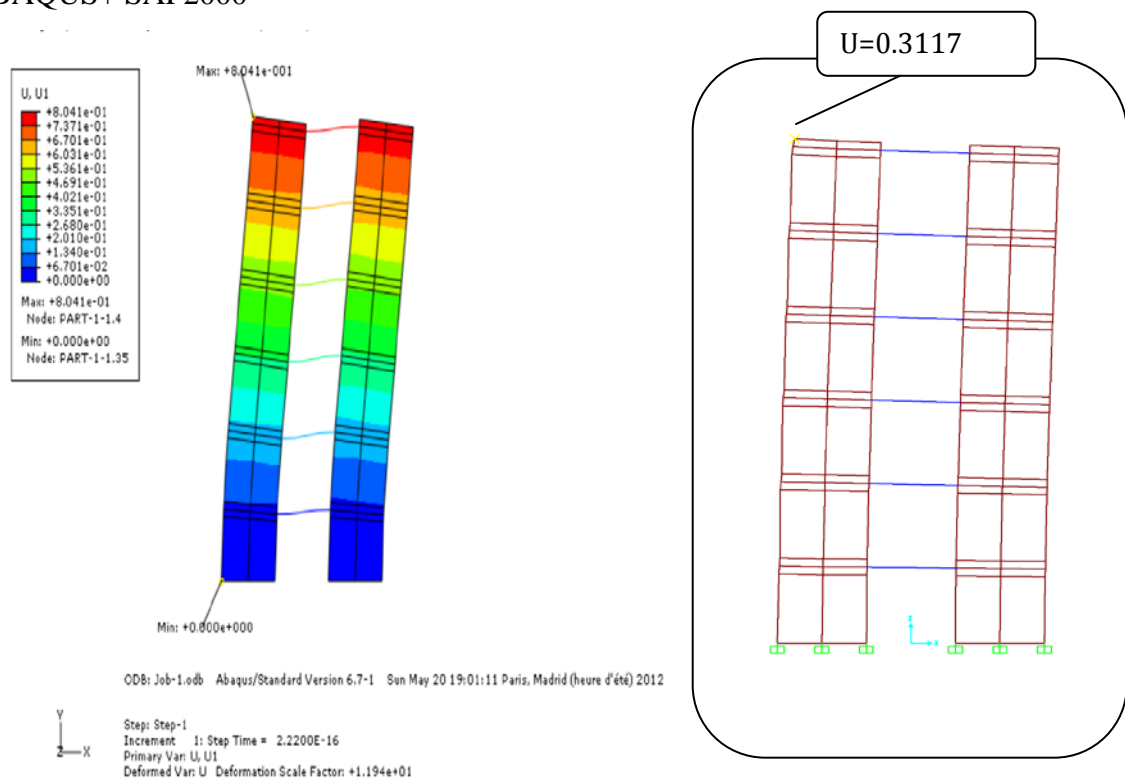 U=0.3117
Max: +8.041e-001
U, U1
+8.041e-01
+7.371e-01
+6.701e-01
+6.031e-01
+5.361e-01
+4.691e-01
+4.021e-01
+3.351e-01
+2.680e-01
+2.010e-01
+1.340e-01
+6.701e-02
+0.000e+00
Max: +8.041e-01
Node: PART-1-1.4
Min: +0.000e+00
Node: PART-1-1.35
Min: +0.000e+000
z
x
ODB: Job-1.odb Abaqus/Standard Version 6.7-1 Sun May 20 19:01:11 Paris, Madrid (heure d'été) 2012
Y
Z X
Step: Step-1
Increment 1: Step Time = 2.2200E-16
Primary Var: U, U1
Deformed Var: U Deformation Scale Factor: +1.194e+01